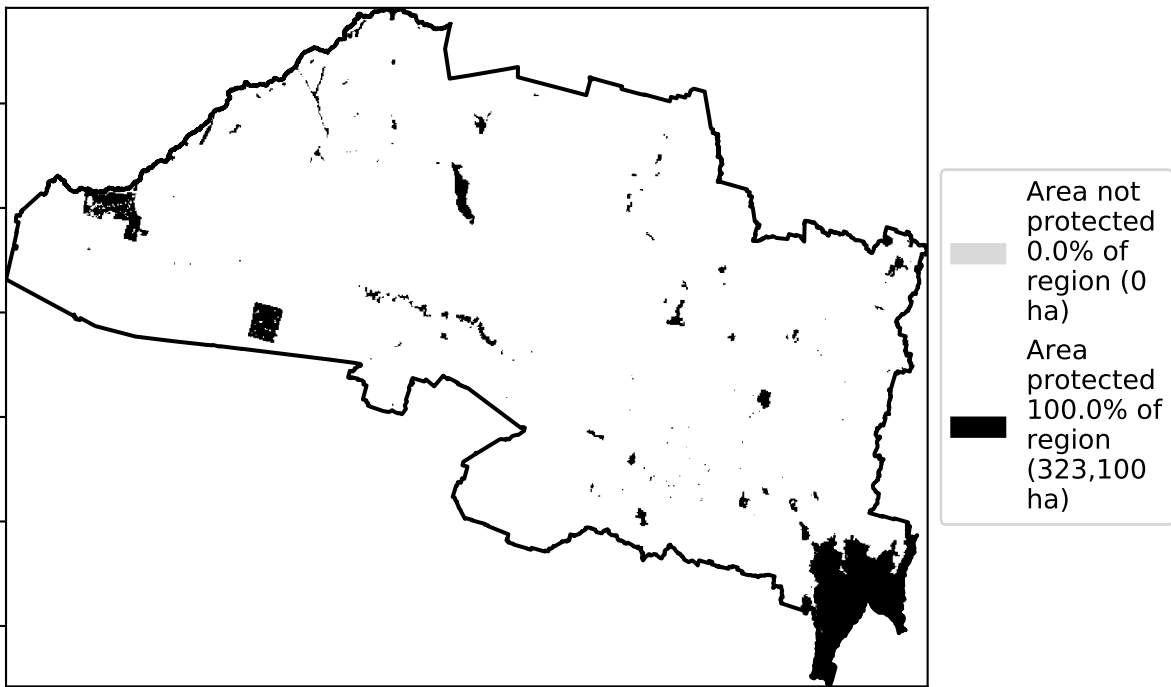 Area not
protected
0.0% of
region (0
ha)
Area
protected
100.0% of
region
(323,100
ha)